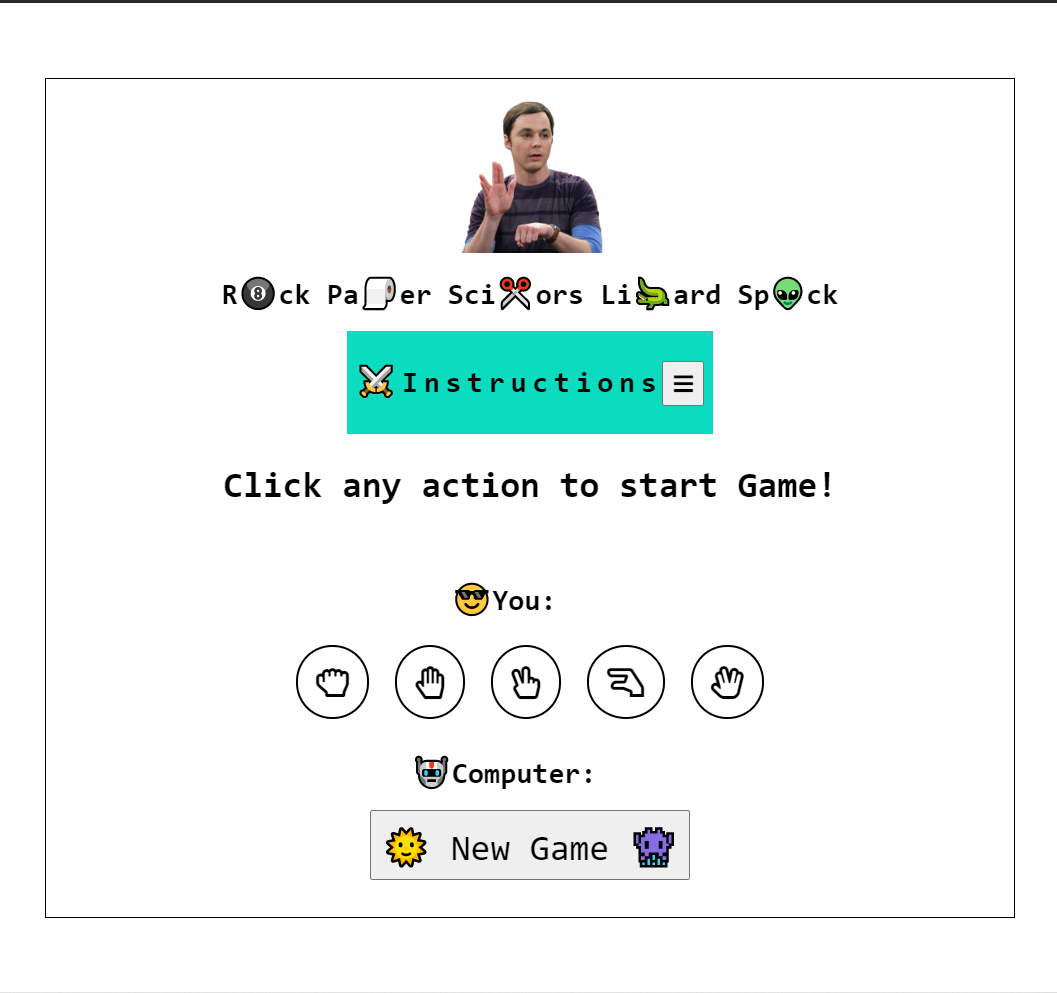 R🎱ck Pa🧻er Sci✂ors Li🦎ard Sp👽ck
⚔Instructions☰
Click any action to start Game!
😎You:
🤖Computer:
🌞 New Game 👾